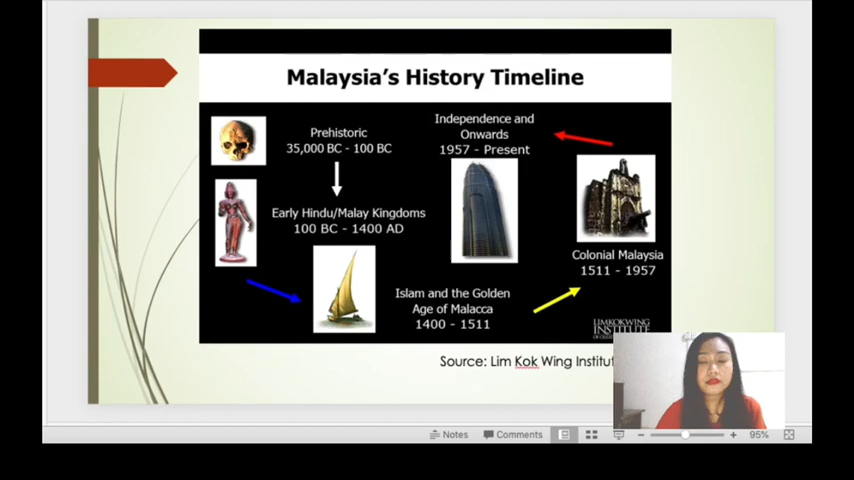 Malaysia's History Timeline
Prehistoric
35,000 BC - 100 BC
Early Hindu/Malay Kingdoms
100 BC - 1400 AD
Islam and the Golden
Age of Malacca
1400 - 1511
Colonial Malaysia
1511 - 1957
Independence and
Onwards
1957 - Present
LIMKOKWING
INSTITUTE
Source: Lim Kok Wing
Notes
Comments
95%